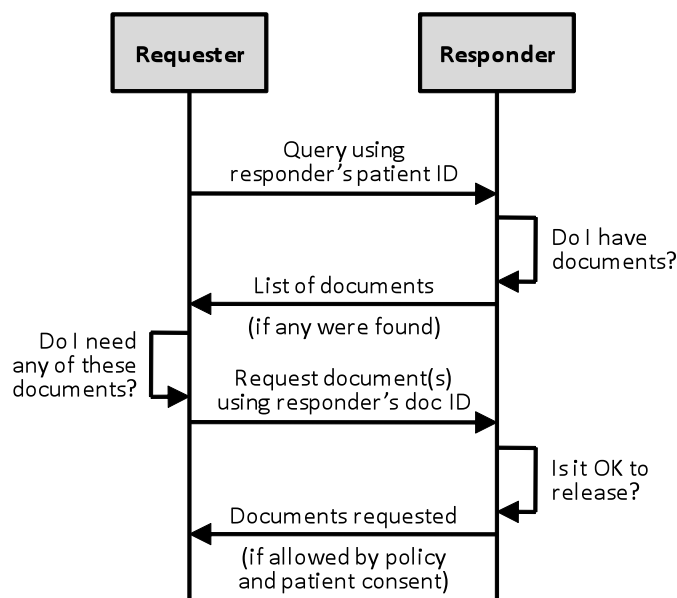 Requester
Responder
Query using
responder's patient ID
Do I have
documents?
List of documents
(if any were found)
Do I need
any of these
documents?
Request document(s)
using responder's doc ID
Is it OK to
release?
Documents requested
(if allowed by policy
and patient consent)